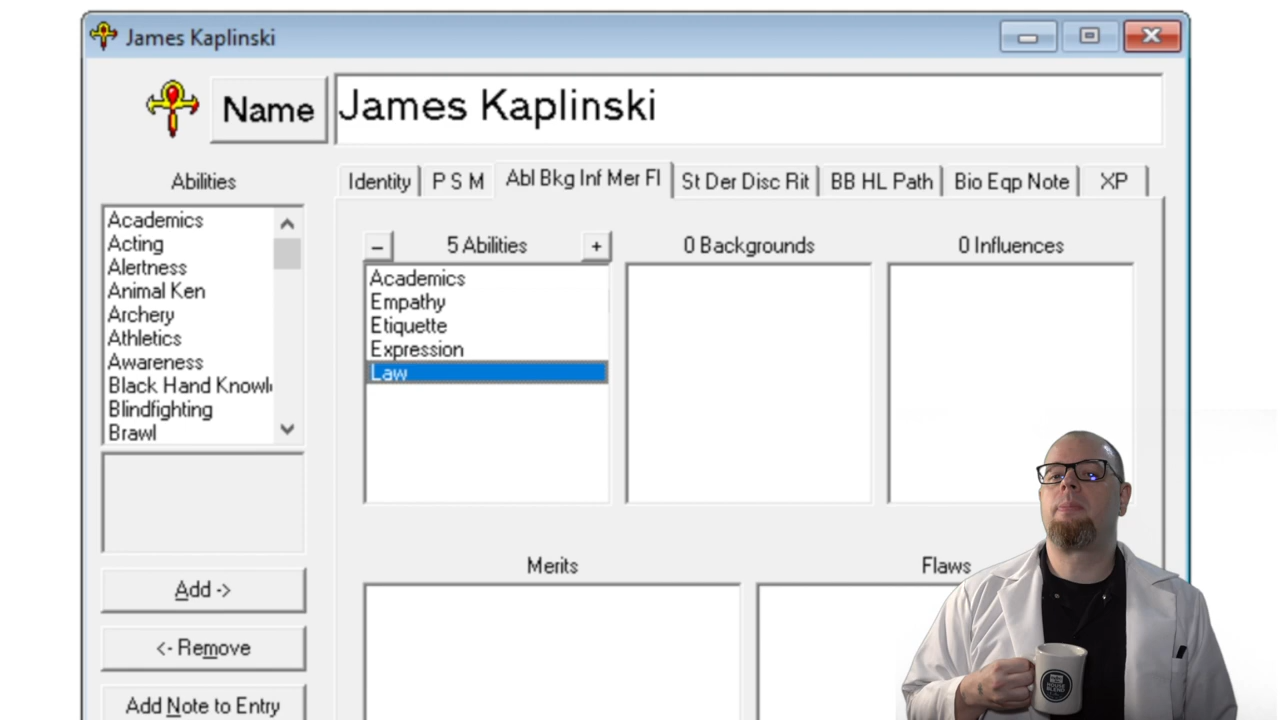 James Kaplinski
Name
James Kaplinski
Abilities
Identity
P S M
Abl Bkg Inf Mer Fl
St Der Disc Rit
BB HL Path
Bio Eqp Note
XP
Academics
Acting
Alertness
Animal Ken
Archery
Athletics
Awareness
Black Hand Knowl
Blindfighting
Brawl
- 5 Abilities +
Academics
Empathy
Etiquette
Expression
Law
0 Backgrounds
0 Influences
Merits
Flaws
Add ->
<- Remove
Add Note to Entry
HOUSE
BLEND